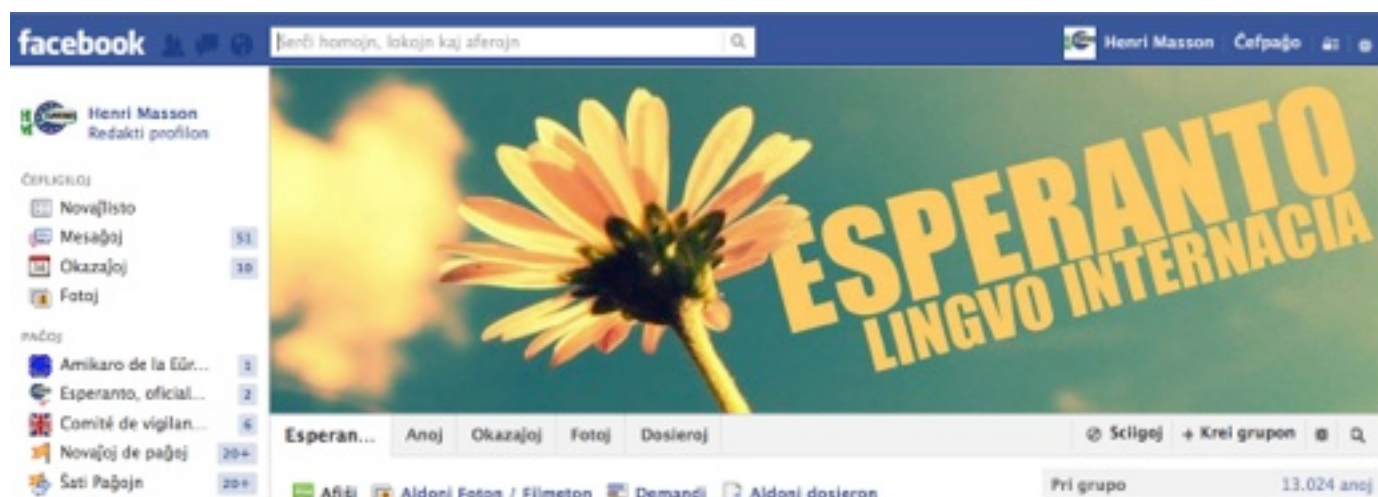 facebook
Serĉi homojn, lokojn kaj aferojn
Henri Masson
Ĉefpaĝo
Henri Masson
Redakti profilon
ĈEFLIGILOJ
Novaĵlisto
Mesaĝoj 51
Okazaĵoj 10
Fotoj
PAĜOJ
Amikaro de la Eŭr... 1
Esperanto, oficial... 2
Comité de vigilan... 6
Novaĵoj de paĝoj 20+
Ŝati Paĝojn 20+
ESPERANTO
LINGVO INTERNACIA
Esperan... Anoj Okazaĵoj Fotoj Dosieroj
Sciigoj + Krei grupon
Afiŝi Aldoni Foton / Filmeton Demandi Aldoni dosieron
Pri grupo 13.024 anoj